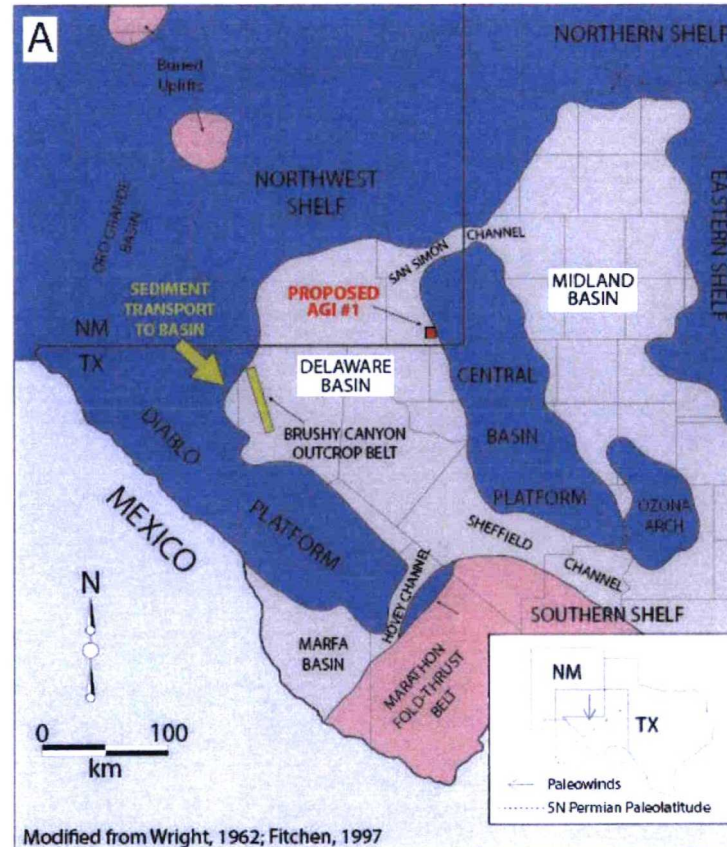 A
NORTHERN SHELF
Buried
Uplifts
NORTHWEST
SHELF
EASTERN SHELF
ORO GRANDE
BASIN
SAN SIMON
CHANNEL
MIDLAND
BASIN
SEDIMENT
TRANSPORT
TO BASIN
PROPOSED
AGI #1
NM
TX
DELAWARE
BASIN
CENTRAL
BASIN
PLATFORM
BRUSHY CANYON
OUTCROP BELT
DIABLO
PLATFORM
OZONA
ARCH
MEXICO
SHEFFIELD
CHANNEL
HOVEY CHANNEL
N
SOUTHERN SHELF
MARFA
BASIN
MARATHON
FOLD-THRUST
BELT
0 100
km
NM
TX
Paleowinds
5N Permian Paleolatitude
Modified from Wright, 1962; Fitchen, 1997